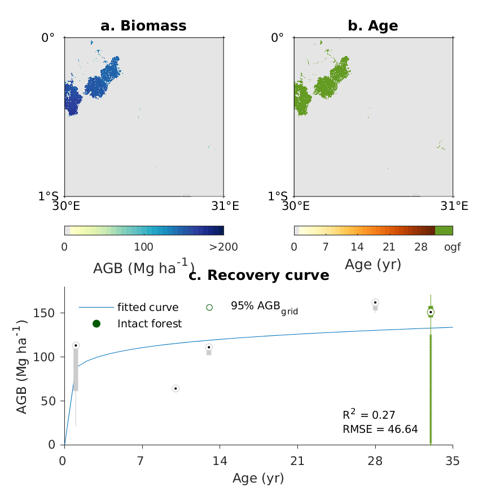 a. Biomass
b. Age
0°
0°
1°S
1°S
30°E
31°E
30°E
31°E
0
100
>200
0
7
14
21
28
ogf
AGB (Mg ha-1)
Age (yr)
c. Recovery curve
fitted curve
95% AGBgrid
Intact forest
150
100
50
0
AGB (Mg ha-1)
R2 = 0.27
RMSE = 46.64
0
7
14
21
28
35
Age (yr)